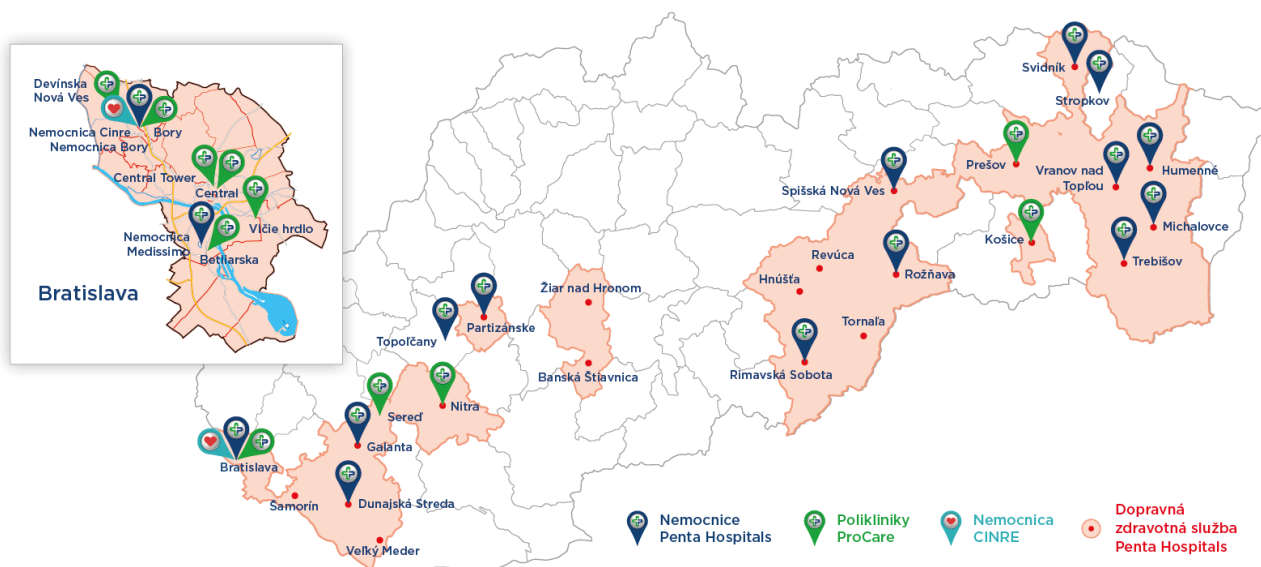 Devínska
Nová Ves
Nemocnica Cinre
Bory
Nemocnica Bory
Central Tower
Central
Vlčie hrdlo
Nemocnica
Medissimo
Betliarska
Bratislava
Svidník
Stropkov
Prešov
Vranov nad
Topľou
Humenné
Spišská Nová Ves
Michalovce
Košice
Trebišov
Revúca
Rožňava
Hnúšťa
Tornaľa
Rimavská Sobota
Žiar nad Hronom
Banská Štiavnica
Partizánske
Topoľčany
Nitra
Sereď
Galanta
Bratislava
Šamorín
Dunajská Streda
Veľký Meder
Nemocnice
Penta Hospitals
Polikliniky
ProCare
Nemocnica
CINRE
Dopravná
zdravotná služba
Penta Hospitals